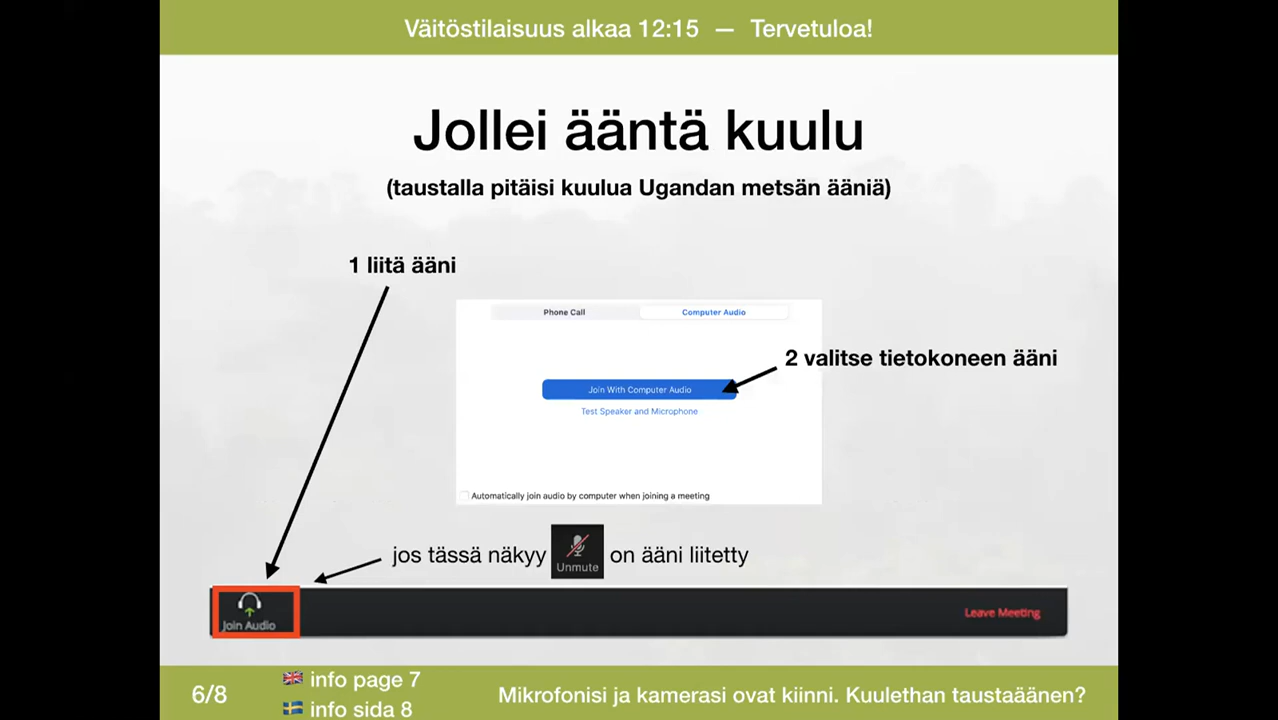 Väitöstilaisuus alkaa 12:15 — Tervetuloa!
Jollei ääntä kuulu
(taustalla pitäisi kuulua Ugandan metsän ääniä)
1 liitä ääni
Phone Call
Computer Audio
2 valitse tietokoneen ääni
Join With Computer Audio
Test Speaker and Microphone
Automatically join audio by computer when joining a meeting
jos tässä näkyy
Unmute
on ääni liitetty
Join Audio
Leave Meeting
6/8
info page 7
info sida 8
Mikrofonisi ja kamerasi ovat kiinni. Kuulethan taustaäänen?